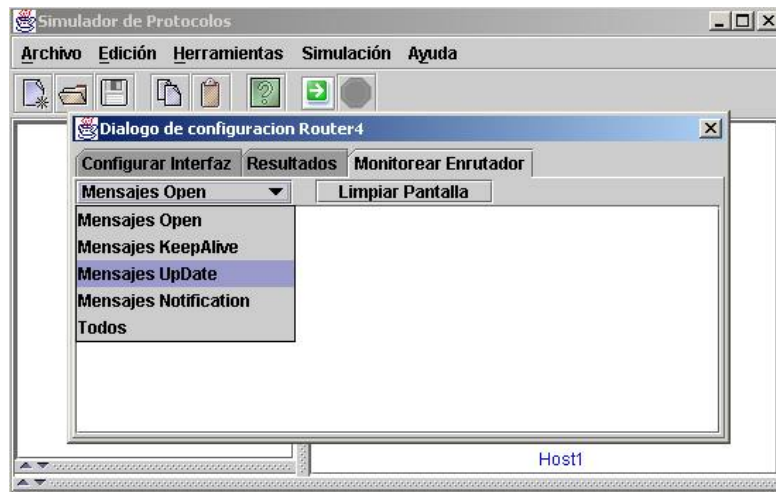 Simulador de Protocolos
Archivo Edición Herramientas Simulación Ayuda
Dialogo de configuracion Router4
Configurar Interfaz Resultados Monitorear Enrutador
Mensajes Open Limpiar Pantalla
Mensajes Open
Mensajes KeepAlive
Mensajes UpDate
Mensajes Notification
Todos
Host1